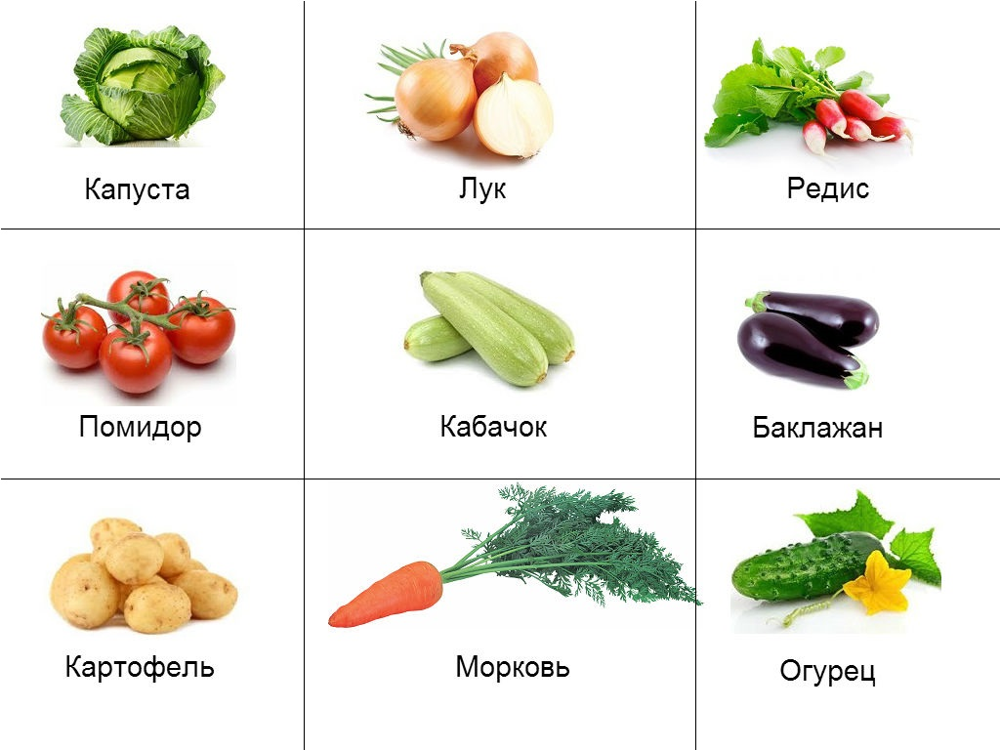 Капуста
Лук
Редис
Помидор
Кабачок
Баклажан
Картофель
Морковь
Огурец